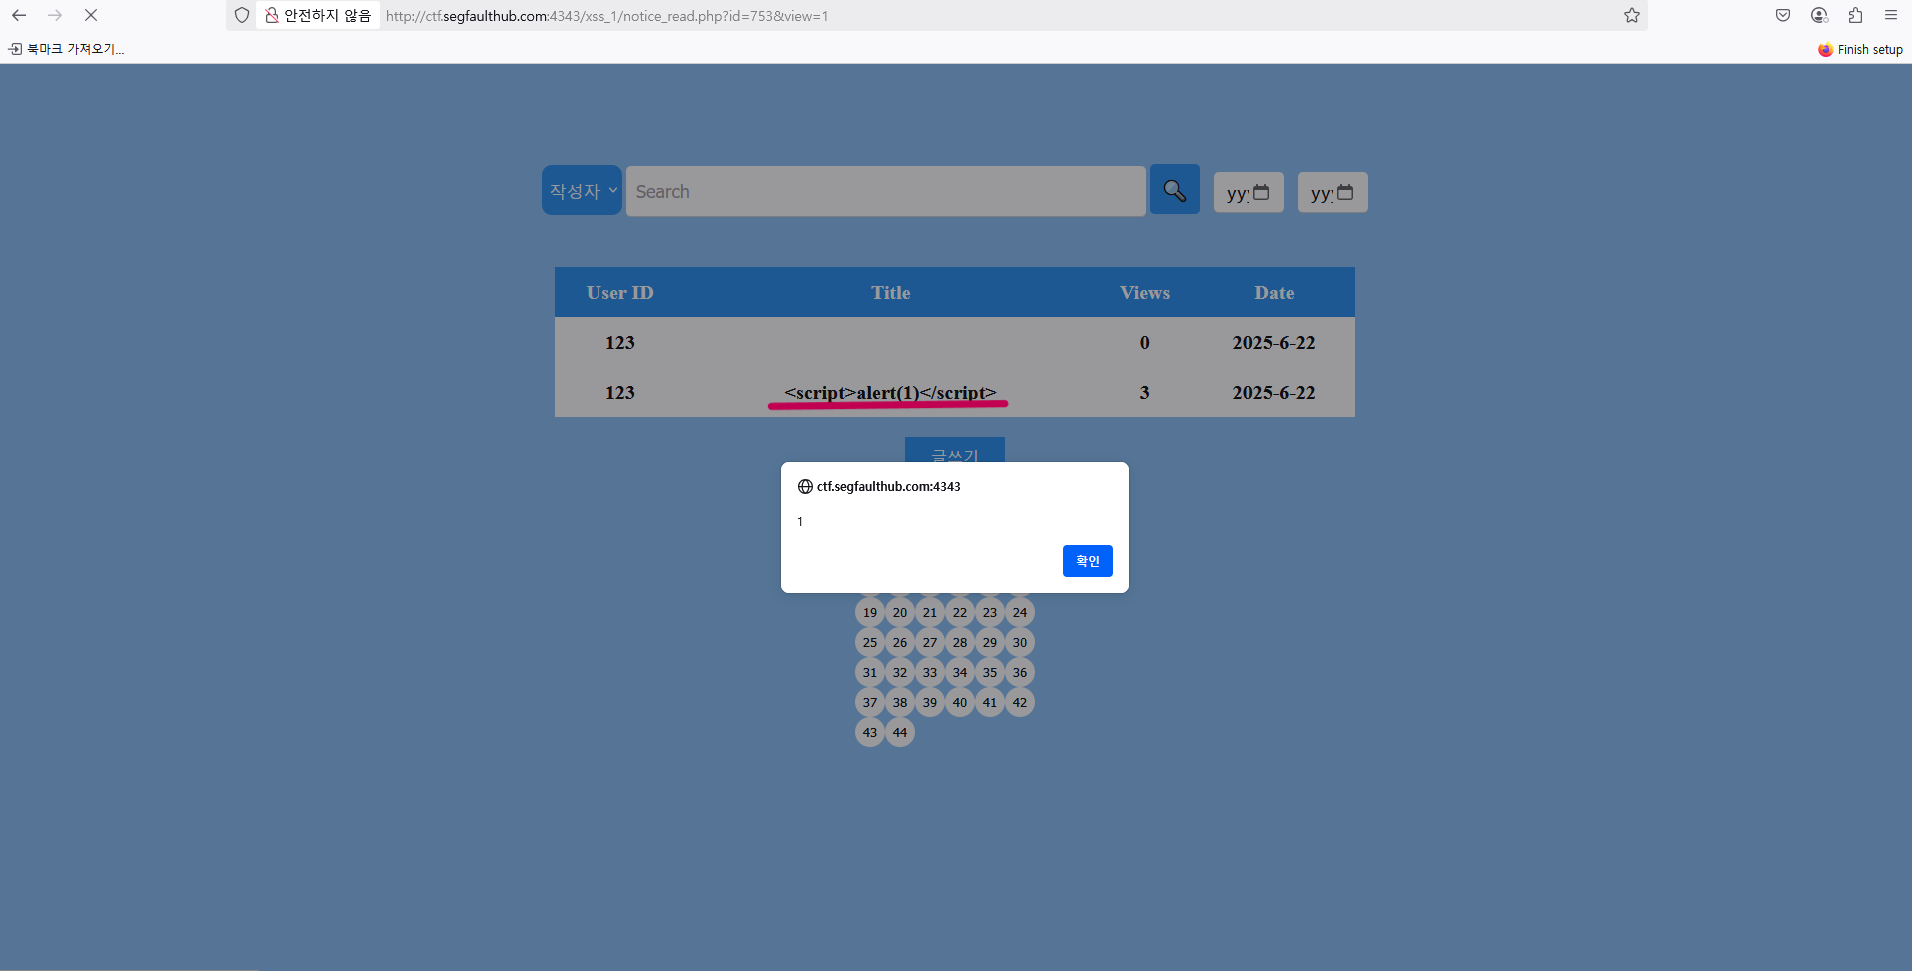 안전하지 않음 http://ctf.segfaulthub.com:4343/xss_1/notice_read.php?id=753&view=1
북마크 가져오기... Finish setup
작성자 Search yyy yyy
User ID Title Views Date
123 0 2025-6-22
123 <script>alert(1)</script> 3 2025-6-22
글쓰기
ctf.segfaulthub.com:4343
1
확인
19 20 21 22 23 24
25 26 27 28 29 30
31 32 33 34 35 36
37 38 39 40 41 42
43 44